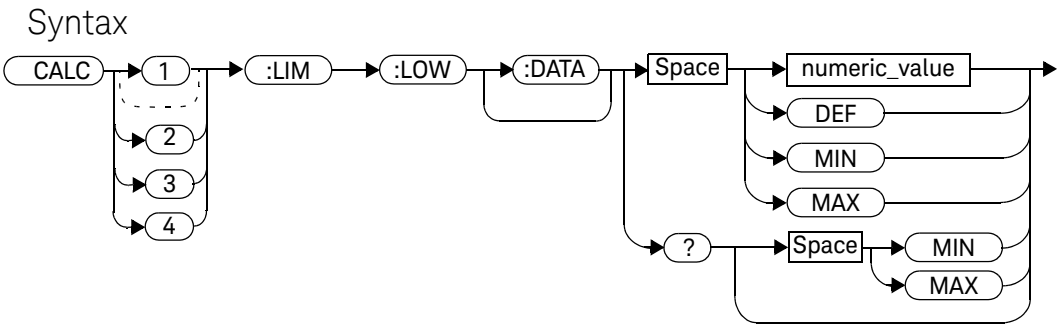 Syntax
CALC 1 :LIM :LOW :DATA Space numeric_value
DEF
2 MIN
3 MAX
4
? Space MIN
MAX